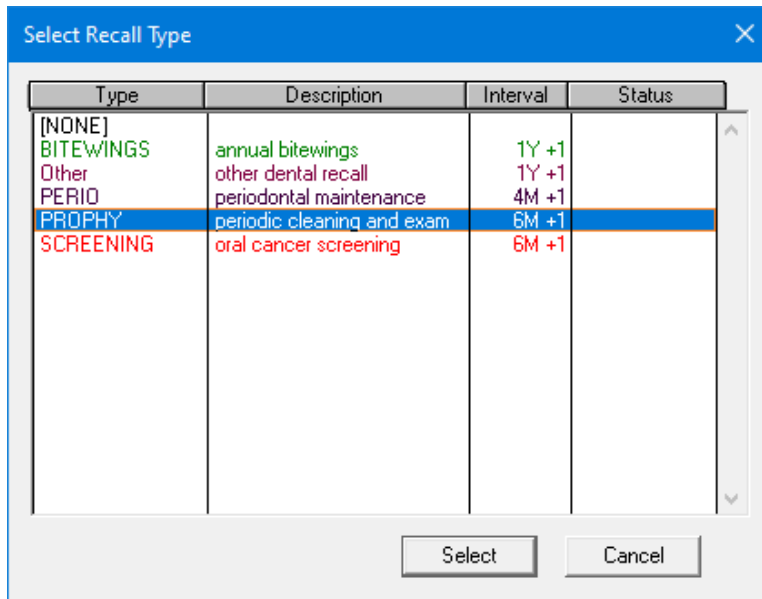 Select Recall Type
Type Description Interval Status
[NONE]
BITEWINGS annual bitewings 1Y +1
Other other dental recall 1Y +1
PERIO periodontal maintenance 4M +1
PROPHY periodic cleaning and exam 6M +1
SCREENING oral cancer screening 6M +1
Select Cancel